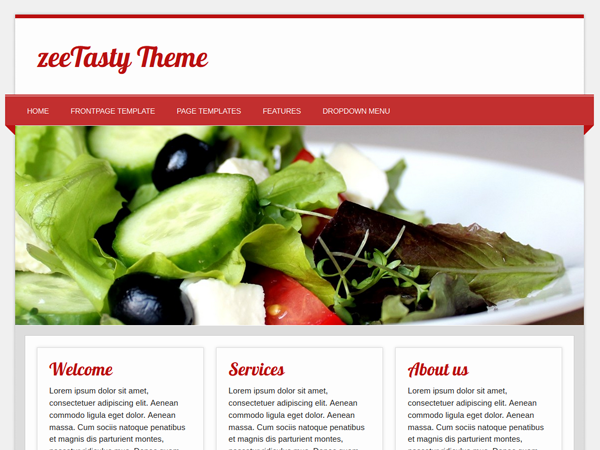 zeeTasty Theme
HOME FRONTPAGE TEMPLATE PAGE TEMPLATES FEATURES DROPDOWN MENU
Welcome
Lorem ipsum dolor sit amet,
consectetuer adipiscing elit. Aenean
commodo ligula eget dolor. Aenean
massa. Cum sociis natoque penatibus
et magnis dis parturient montes,
Services
Lorem ipsum dolor sit amet,
consectetuer adipiscing elit. Aenean
commodo ligula eget dolor. Aenean
massa. Cum sociis natoque penatibus
et magnis dis parturient montes,
About us
Lorem ipsum dolor sit amet,
consectetuer adipiscing elit. Aenean
commodo ligula eget dolor. Aenean
massa. Cum sociis natoque penatibus
et magnis dis parturient montes,